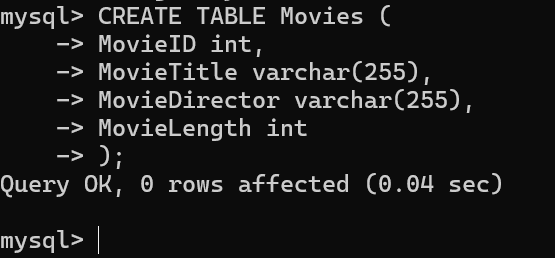 mysql> CREATE TABLE Movies (
    -> MovieID int,
    -> MovieTitle varchar(255),
    -> MovieDirector varchar(255),
    -> MovieLength int
    -> );
Query OK, 0 rows affected (0.04 sec)

mysql>